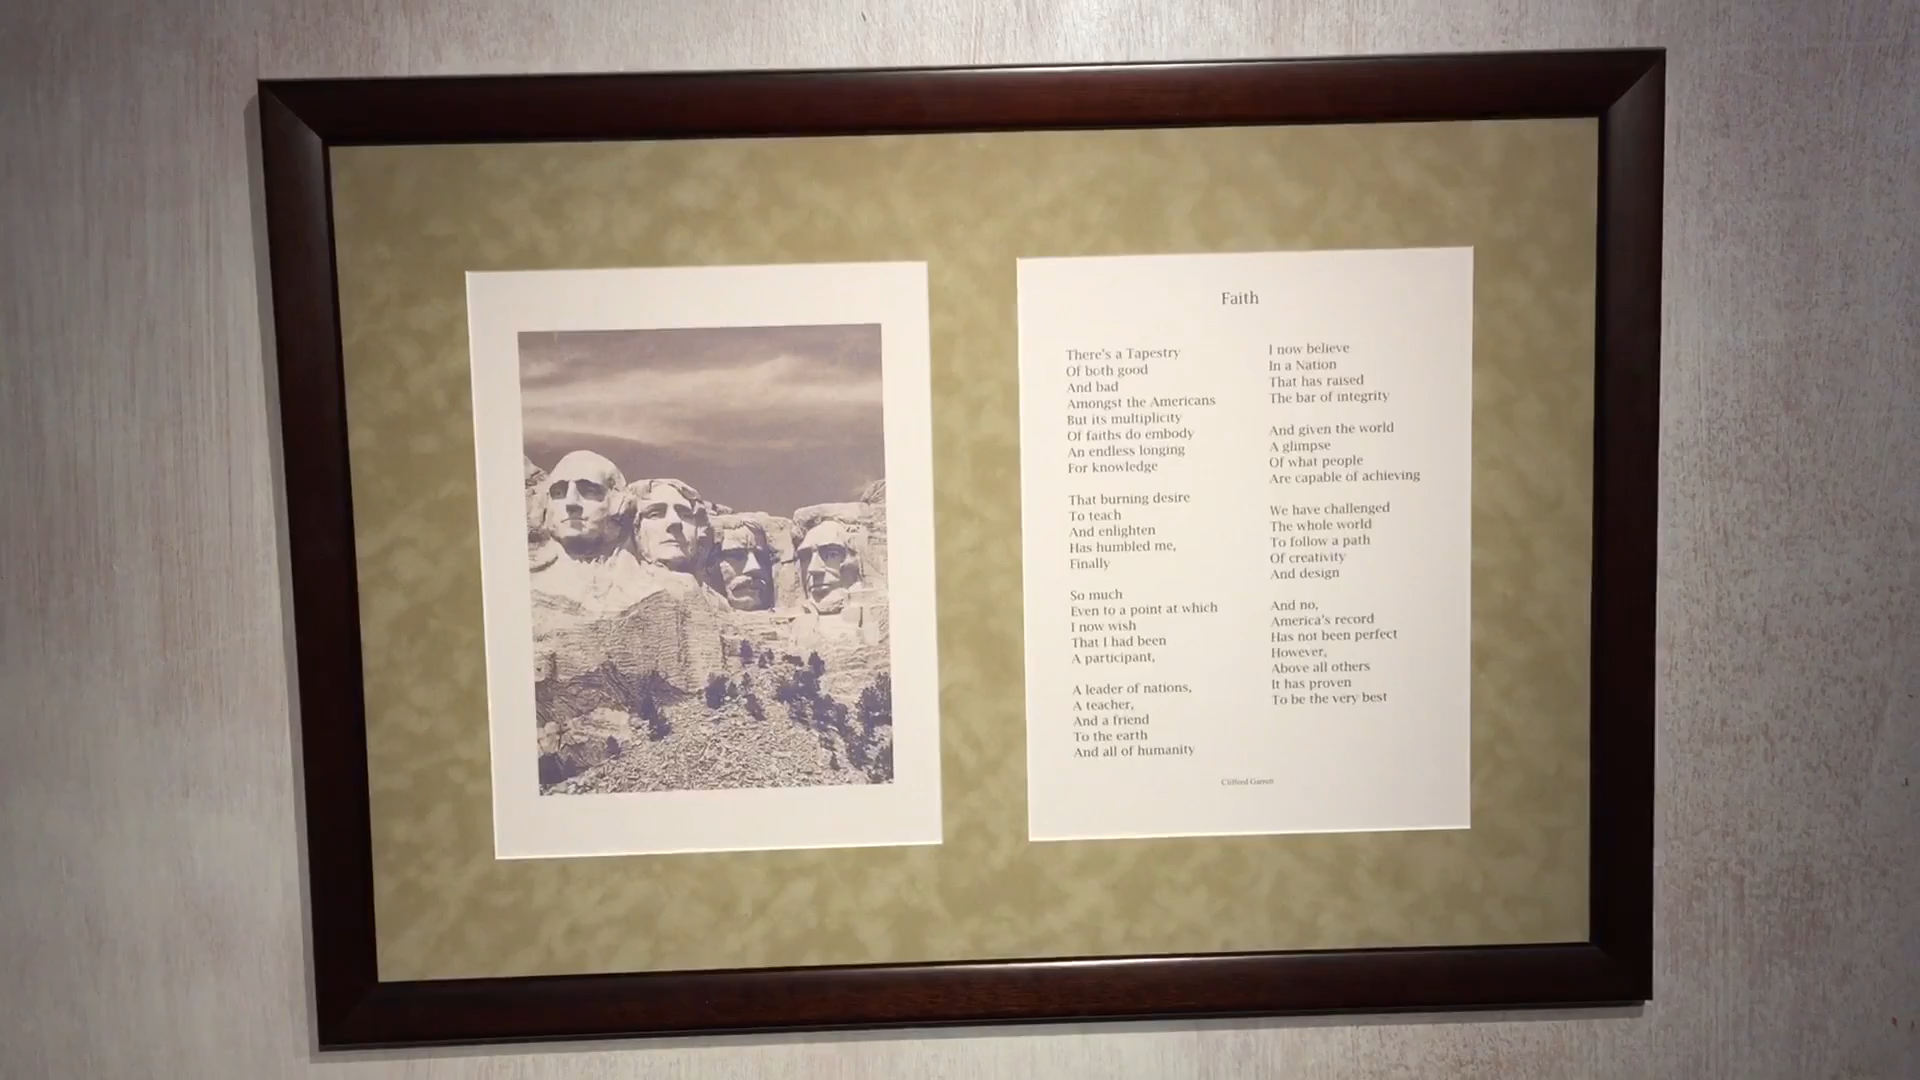 Faith
There's a Tapestry
Of both good
And bad
Amongst the Americans
But its multiplicity
Of faiths do embody
An endless longing
For knowledge
That burning desire
To teach
And enlighten
Has humbled me,
Finally
So much
Even to a point at which
I now wish
That I had been
A participant,
A leader of nations,
A teacher,
And a friend
To the earth
And all of humanity
I now believe
In a Nation
That has raised
The bar of integrity
And given the world
A glimpse
Of what people
Are capable of achieving
We have challenged
The whole world
To follow a path
Of creativity
And design
And no,
America's record
Has not been perfect
However,
Above all others
It has proven
To be the very best
Clifford Garrett